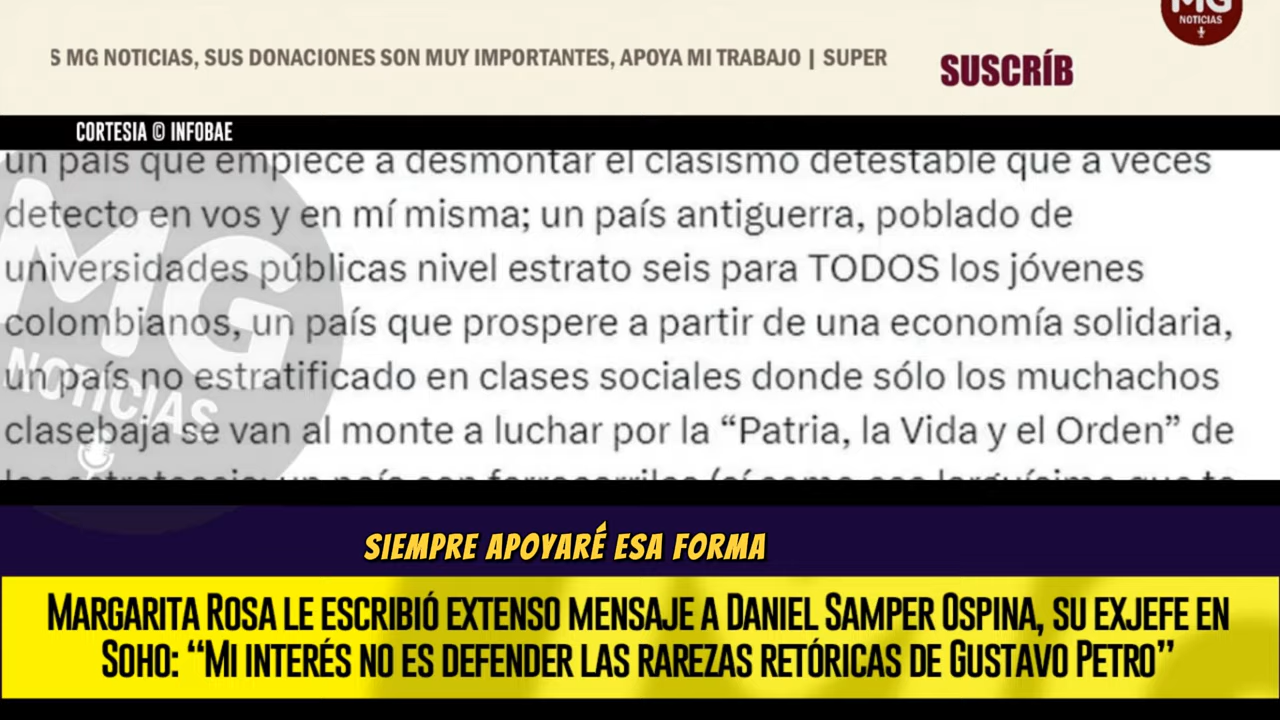 MG
NOTICIAS
S MG NOTICIAS, SUS DONACIONES SON MUY IMPORTANTES, APOYA MI TRABAJO | SUPER
SUSCRÍB
CORTESIA © INFOBAE
un país que empiece a desmontar el clasismo detestable que a veces
detecto en vos y en mí misma; un país antiguerra, poblado de
universidades públicas nivel estrato seis para TODOS los jóvenes
colombianos, un país que prospere a partir de una economía solidaria,
un país no estratificado en clases sociales donde sólo los muchachos
clasebaja se van al monte a luchar por la “Patria, la Vida y el Orden” de
MG
NOTICIAS
SIEMPRE APOYARÉ ESA FORMA
MARGARITA ROSA LE ESCRIBIÓ EXTENSO MENSAJE A DANIEL SAMPER OSPINA, SU EXJEFE EN
SOHO: “MI INTERÉS NO ES DEFENDER LAS RAREZAS RETÓRICAS DE GUSTAVO PETRO”